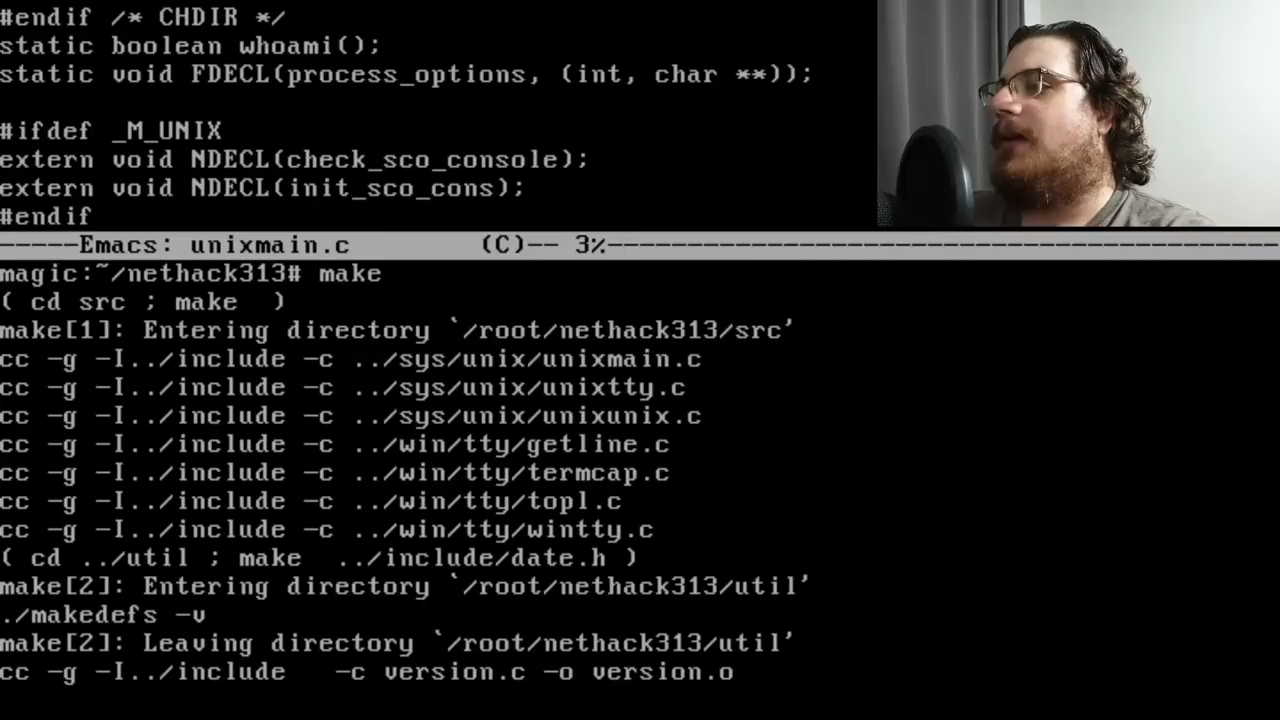 #endif /* CHDIR */
static boolean whoami();
static void FDECL(process_options, (int, char **));
#ifdef _M_UNIX
extern void NDECL(check_sco_console);
extern void NDECL(init_sco_cons);
#endif
-----Emacs: unixmain.c (C)-- 3%------------------------------------------
magic:~/nethack313# make
( cd src ; make )
make[1]: Entering directory `/root/nethack313/src'
cc -g -I../include -c ../sys/unix/unixmain.c
cc -g -I../include -c ../sys/unix/unixtty.c
cc -g -I../include -c ../sys/unix/unixunix.c
cc -g -I../include -c ../win/tty/getline.c
cc -g -I../include -c ../win/tty/termcap.c
cc -g -I../include -c ../win/tty/topl.c
cc -g -I../include -c ../win/tty/wintty.c
( cd ../util ; make ../include/date.h )
make[2]: Entering directory `/root/nethack313/util'
./makedefs -v
make[2]: Leaving directory `/root/nethack313/util'
cc -g -I../include -c version.c -o version.o